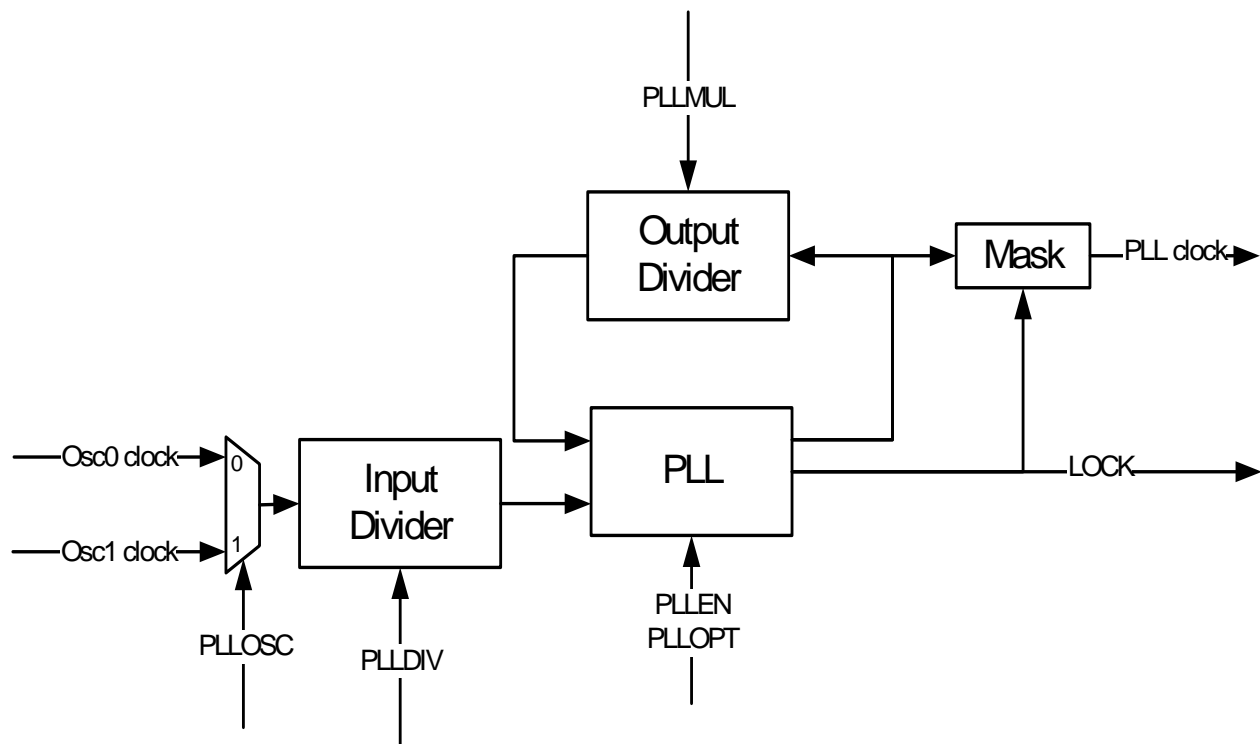 PLLMUL
Output
Divider
Mask
PLL clock
Osc0 clock
0
Input
Divider
PLL
LOCK
Osc1 clock
1
PLLOSC
PLLDIV
PLLEN
PLLOPT